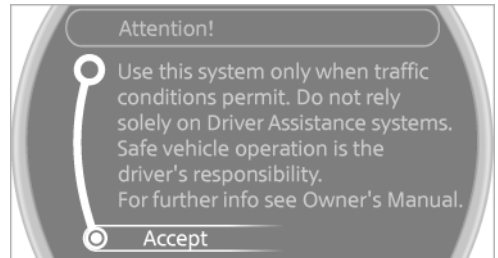 Attention!
Use this system only when traffic
conditions permit. Do not rely
solely on Driver Assistance systems.
Safe vehicle operation is the
driver's responsibility.
For further info see Owner's Manual.
Accept